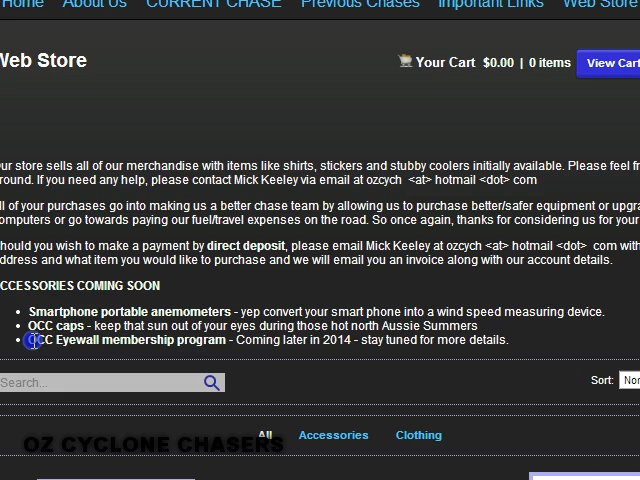 Home About Us CURRENT CHASE Previous Chases Important Links Web Store
Web Store
Your Cart $0.00 | 0 items View Cart
ur store sells all of our merchandise with items like shirts, stickers and stubby coolers initially available. Please feel fr
round. If you need any help, please contact Mick Keeley via email at ozcych <at> hotmail <dot> com
ll of your purchases go into making us a better chase team by allowing us to purchase better/safer equipment or upgra
omputers or go towards paying our fuel/travel expenses on the road. So once again, thanks for considering us for your
hould you wish to make a payment by direct deposit, please email Mick Keeley at ozcych <at> hotmail <dot> com with
ddress and what item you would like to purchase and we will email you an invoice along with our account details.
CCESSORIES COMING SOON
• Smartphone portable anemometers - yep convert your smart phone into a wind speed measuring device.
• OCC caps - keep that sun out of your eyes during those hot north Aussie Summers
• OCC Eyewall membership program - Coming later in 2014 - stay tuned for more details.
Search... Sort: Nor
All Accessories Clothing
OZ CYCLONE CHASERS